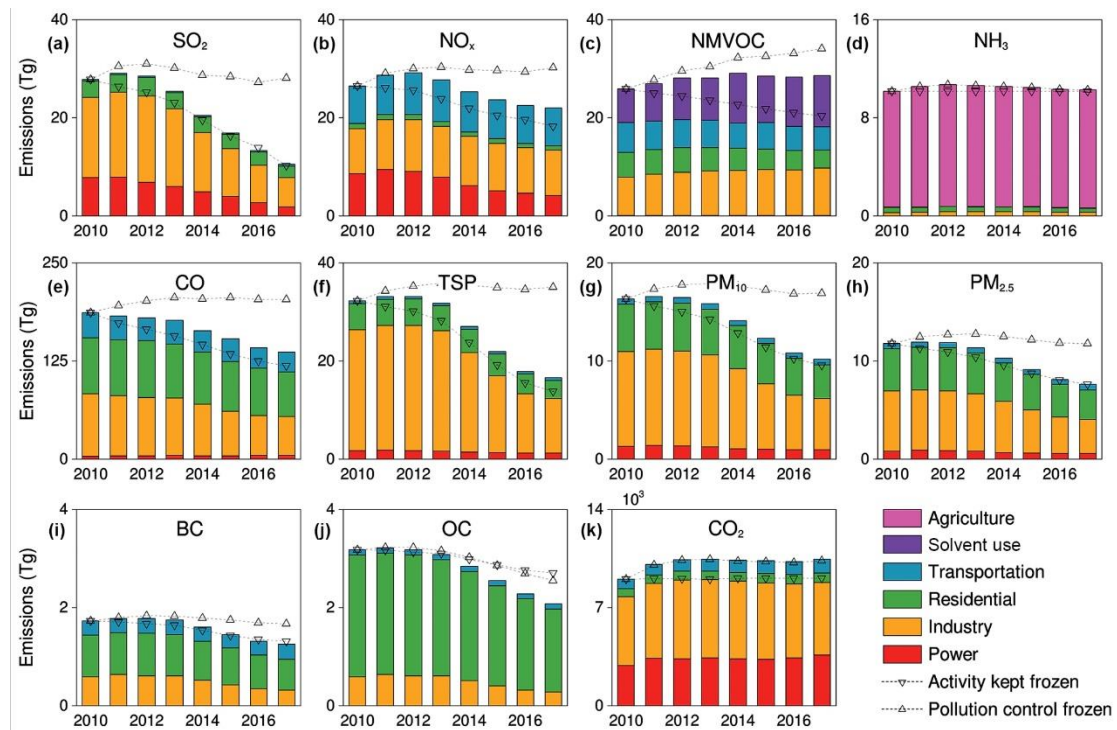 (a) SO₂
(b) NOₓ
(c) NMVOC
(d) NH₃
Emissions (Tg)
40
20
0
2010 2012 2014 2016
40
20
0
2010 2012 2014 2016
40
20
0
2010 2012 2014 2016
16
8
0
2010 2012 2014 2016
(e) CO
(f) TSP
(g) PM₁₀
(h) PM₂.₅
Emissions (Tg)
250
125
0
2010 2012 2014 2016
40
20
0
2010 2012 2014 2016
20
10
0
2010 2012 2014 2016
20
10
0
2010 2012 2014 2016
(i) BC
(j) OC
(k) CO₂
Emissions (Tg)
4
2
0
2010 2012 2014 2016
4
2
0
2010 2012 2014 2016
10³
14
7
0
2010 2012 2014 2016
Agriculture
Solvent use
Transportation
Residential
Industry
Power
Activity kept frozen
Pollution control frozen